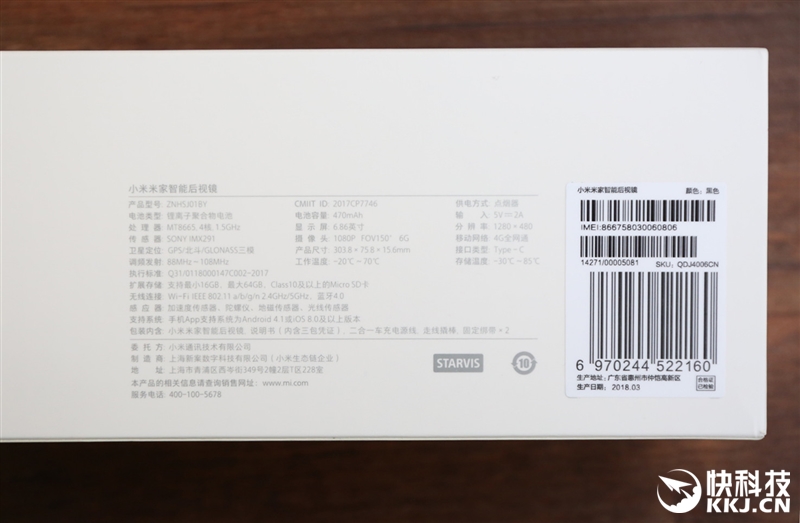 小米米家智能后视镜
产品型号: ZNHSJ01BY CMIIT ID: 2017CP7746 供电方式: 点烟器
电池类型: 锂离子聚合物电池 电池容量: 470mAh 输 入: 5V⎓2A
处 理 器: MT8665, 4核, 1.5GHz 显 示 屏: 6.86英寸 分 辨 率: 1280×480
传 感 器: SONY IMX291 摄 像 头: 1080P FOV150° 6G 移动网络: 4G全网通
卫星定位: GPS/北斗/GLONASS三模 产品尺寸: 303.8×75.8×15.6mm 接口类型: Type-C
调频发射: 88MHz~108MHz 工作温度: -20℃~70℃ 存储温度: -30℃~85℃
执行标准: Q31/0118000147C002-2017
扩展存储: 支持最小16GB, 最大64GB, Class10及以上的Micro SD卡
无线连接: Wi-Fi IEEE 802.11 a/b/g/n 2.4GHz/5GHz, 蓝牙4.0
感 应 器: 加速度传感器、陀螺仪、地磁传感器、光线传感器
支持系统: 手机App支持系统为Android 4.1或iOS 8.0及以上版本
包装内含: 小米米家智能后视镜, 说明书 (内含三包凭证), 二合一车充电源线, 走线撬棒, 固定绑带×2
委 托 方: 小米通讯技术有限公司
制 造 商: 上海蔚来数字科技有限公司 (小米生态链企业)
地 址: 上海市青浦区西岑街349号2幢2层T区228室
本产品的相关信息请查询销售网址: www.mi.com
服务电话: 400-100-5678
STARVIS
10
小米米家智能后视镜 颜色: 黑色
IMEI:866758030060806
14271/00005081 SKU: QDJ4006CN
6 970244 522160
生产地址: 广东省惠州市仲恺高新区
生产日期: 2018.03
合格证
已检验
快科技
KKJ.CN